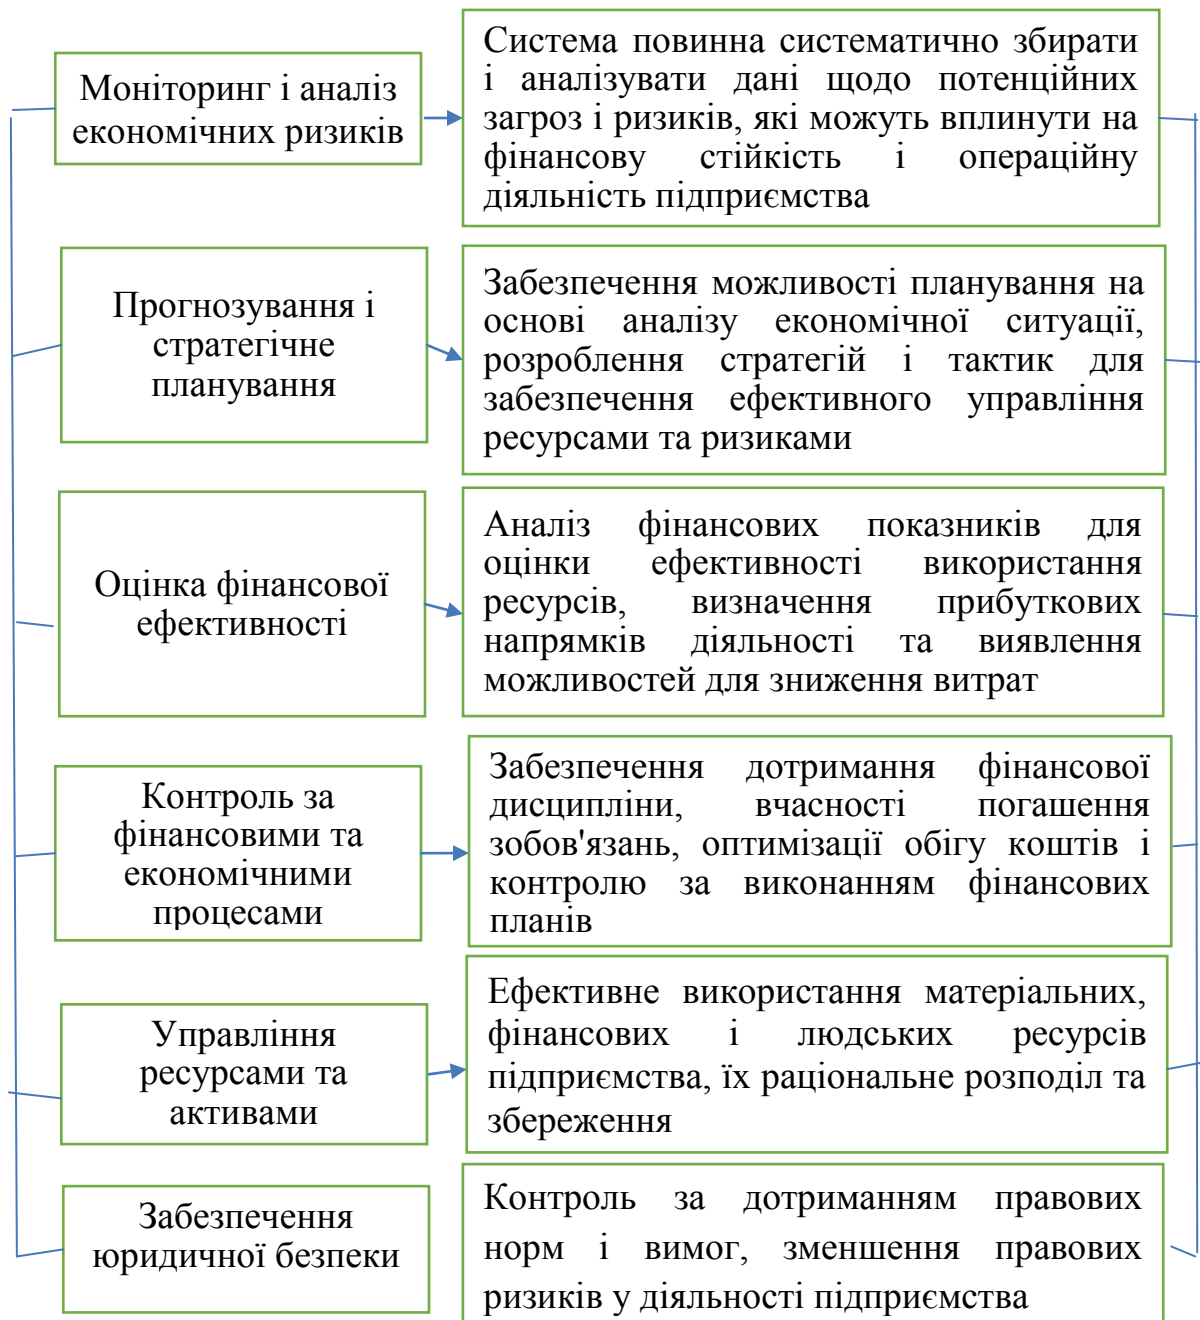 Моніторинг і аналіз
економічних ризиків
Система повинна систематично збирати
і аналізувати дані щодо потенційних
загроз і ризиків, які можуть вплинути на
фінансову стійкість і операційну
діяльність підприємства
Прогнозування і
стратегічне
планування
Забезпечення можливості планування на
основі аналізу економічної ситуації,
розроблення стратегій і тактик для
забезпечення ефективного управління
ресурсами та ризиками
Оцінка фінансової
ефективності
Аналіз фінансових показників для
оцінки ефективності використання
ресурсів, визначення прибуткових
напрямків діяльності та виявлення
можливостей для зниження витрат
Контроль за
фінансовими та
економічними
процесами
Забезпечення дотримання фінансової
дисципліни, вчасності погашення
зобов'язань, оптимізації обігу коштів і
контролю за виконанням фінансових
планів
Управління
ресурсами та
активами
Ефективне використання матеріальних,
фінансових і людських ресурсів
підприємства, їх раціональне розподіл та
збереження
Забезпечення
юридичної безпеки
Контроль за дотриманням правових
норм і вимог, зменшення правових
ризиків у діяльності підприємства